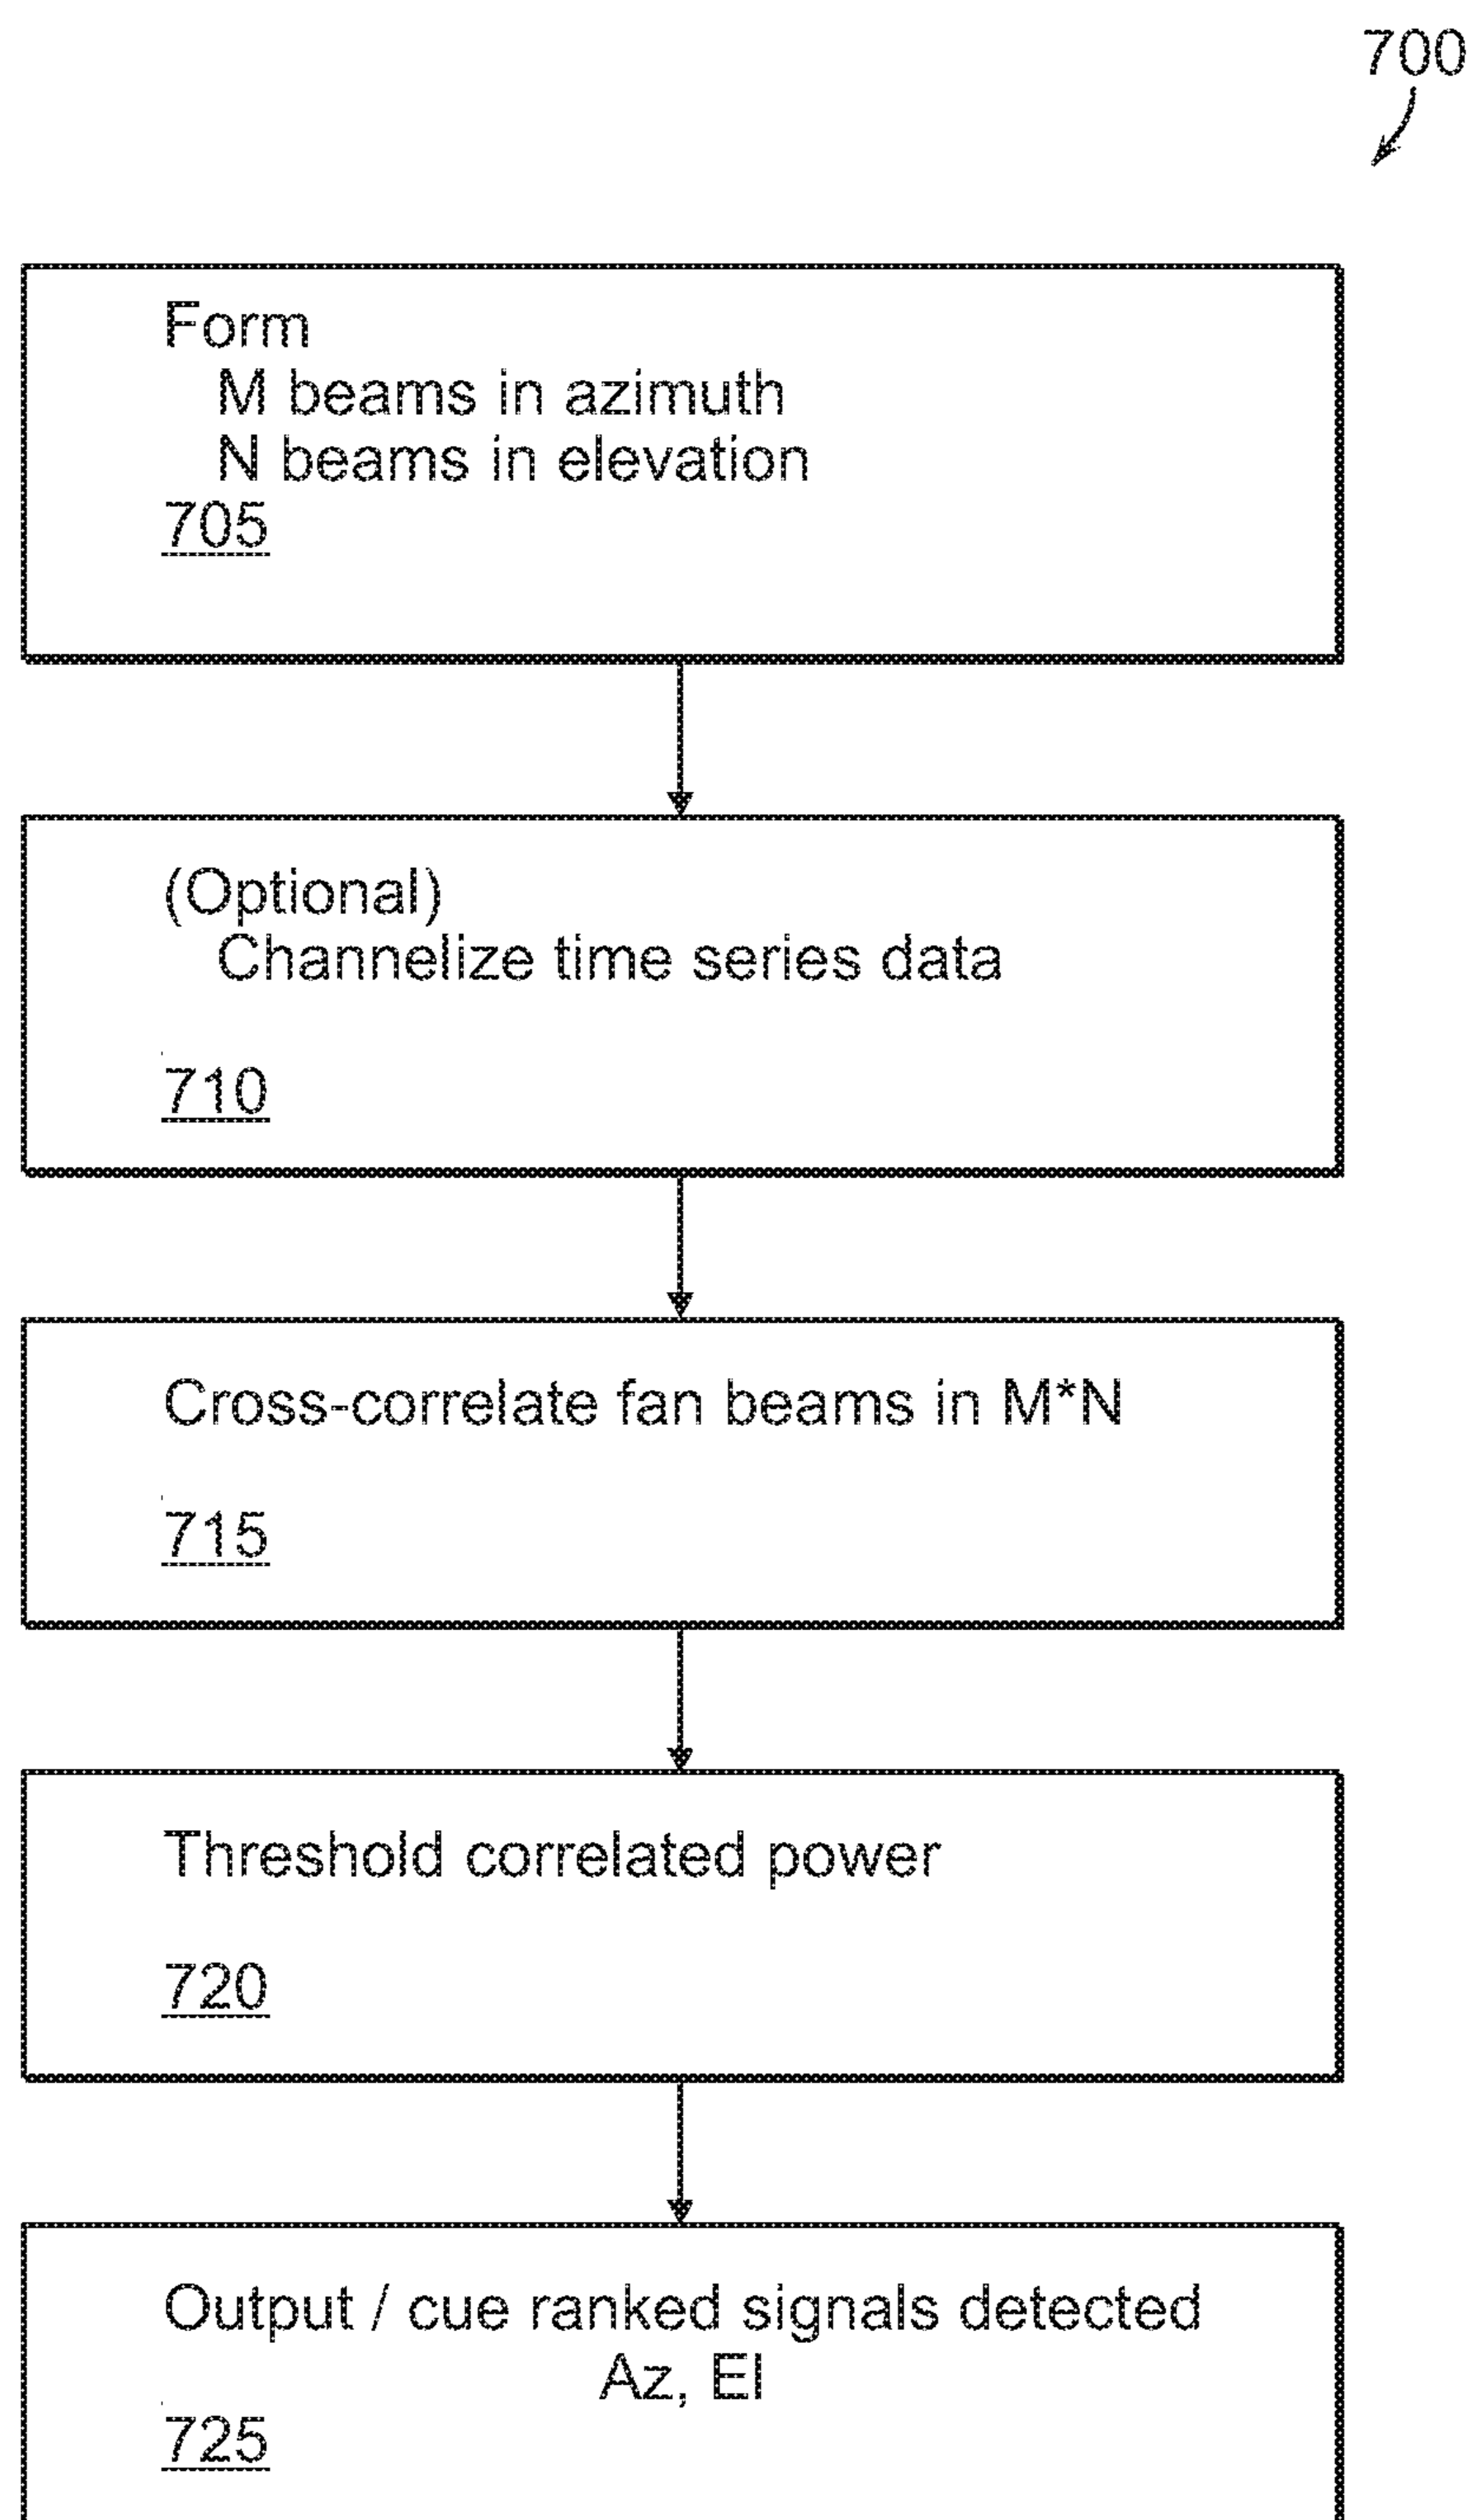 700
Form
M beams in azimuth
N beams in elevation
705
(Optional)
Channelize time series data
710
Cross-correlate fan beams in M*N
715
Threshold correlated power
720
Output / cue ranked signals detected
Az, El
725